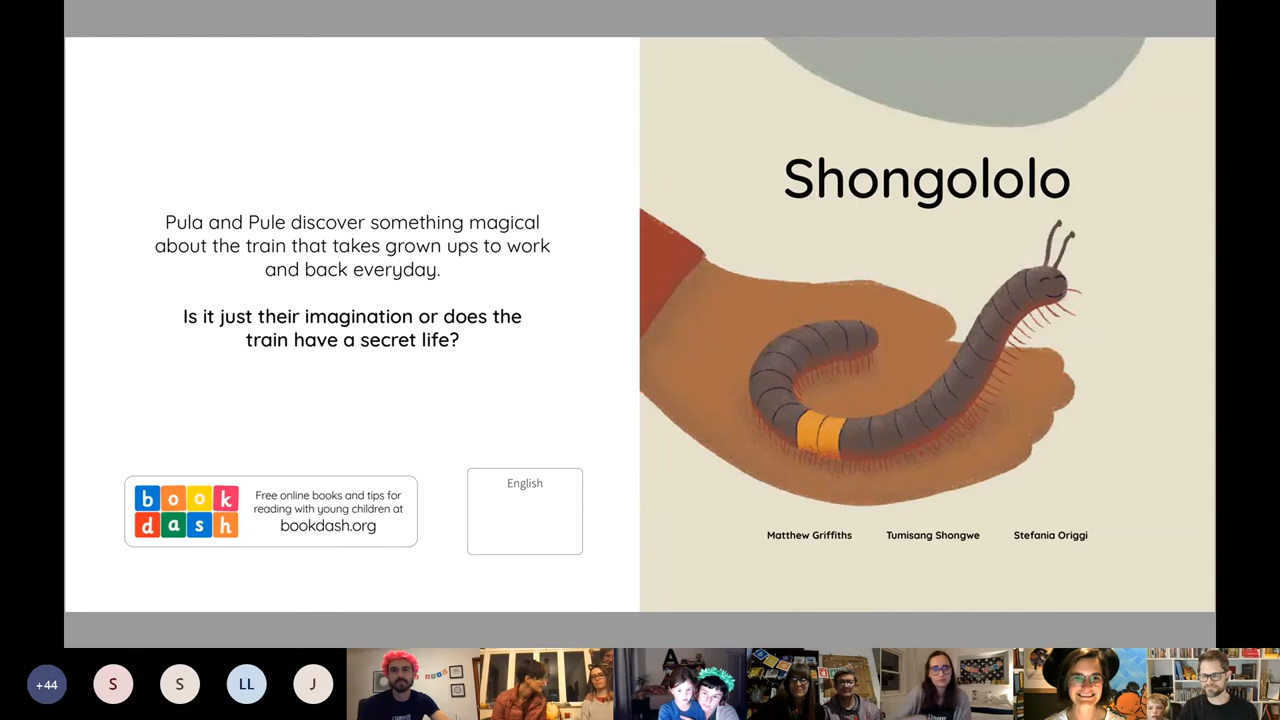 Pula and Pule discover something magical
about the train that takes grown ups to work
and back everyday.
Is it just their imagination or does the
train have a secret life?
book
dash
Free online books and tips for
reading with young children at
bookdash.org
English
Shongololo
Matthew Griffiths Tumisang Shongwe Stefania Origgi
+44 S S LL J